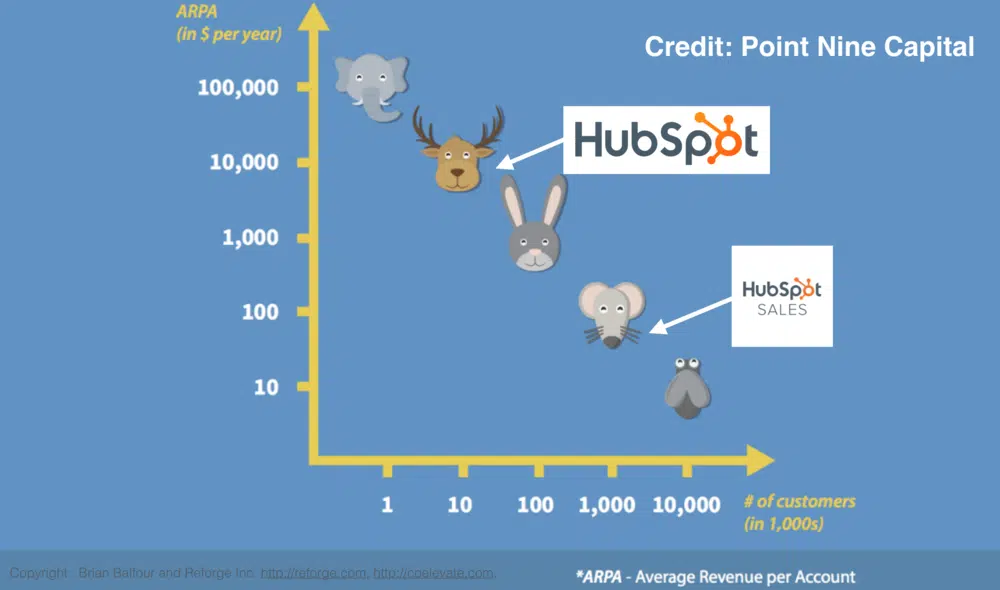 ARPA
(in $ per year)
Credit: Point Nine Capital
100,000
HubSpot
10,000
1,000
HubSpot
SALES
100
10
1 10 100 1,000 10,000
# of customers
(in 1,000s)
Copyright : Brian Balfour and Reforge Inc. http://reforge.com, http://coelevate.com.
*ARPA - Average Revenue per Account